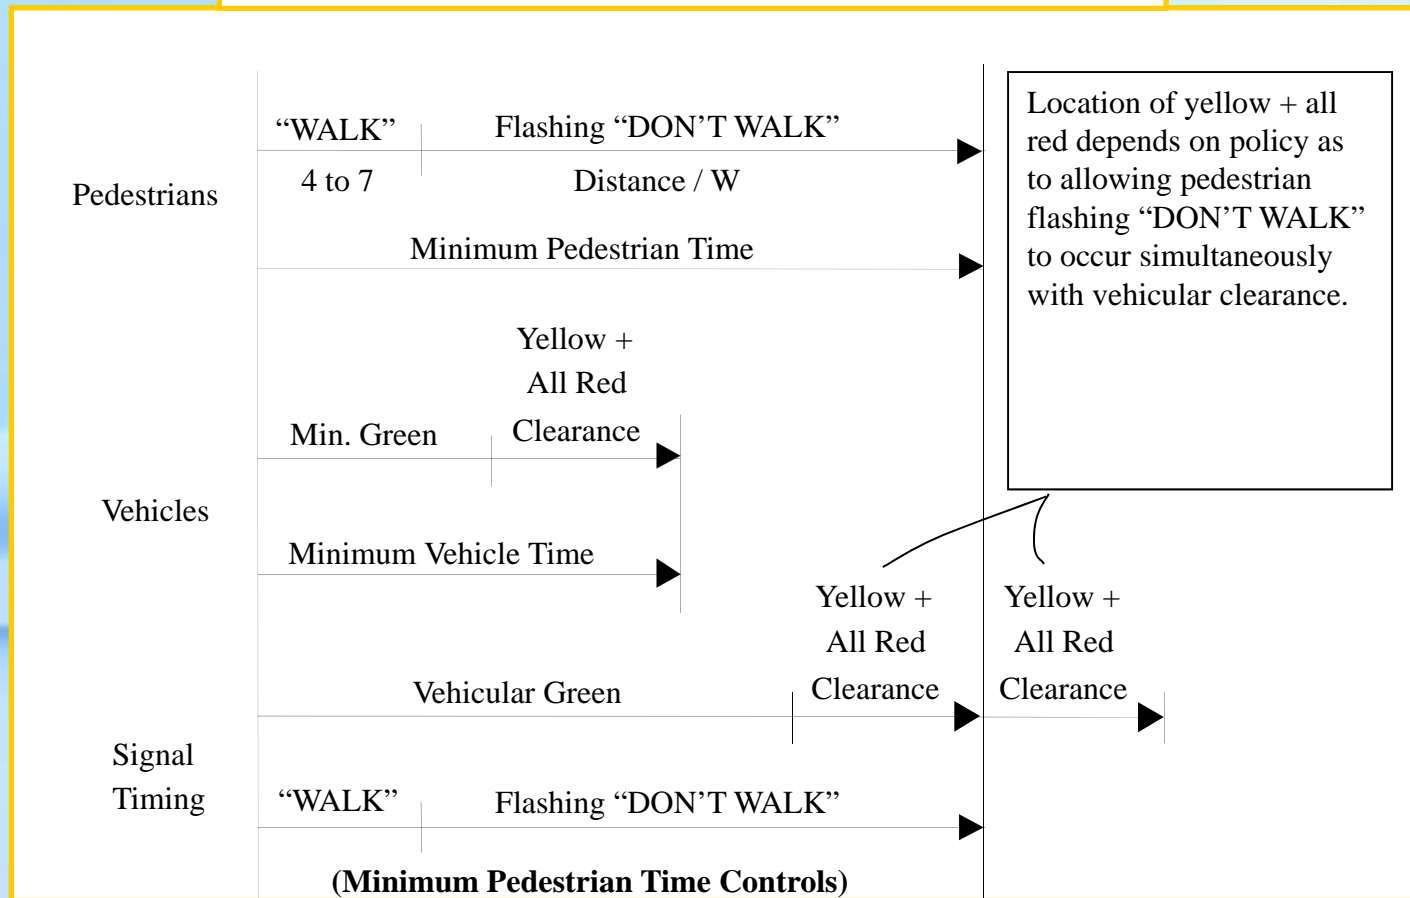 “WALK” Flashing “DON’T WALK”
4 to 7 Distance / W
Pedestrians
Minimum Pedestrian Time
Location of yellow + all
red depends on policy as
to allowing pedestrian
flashing “DON’T WALK”
to occur simultaneously
with vehicular clearance.
Yellow +
All Red
Clearance
Min. Green
Vehicles
Minimum Vehicle Time
Yellow +
All Red
Clearance
Yellow +
All Red
Clearance
Vehicular Green
Signal
Timing
“WALK” Flashing “DON’T WALK”
(Minimum Pedestrian Time Controls)